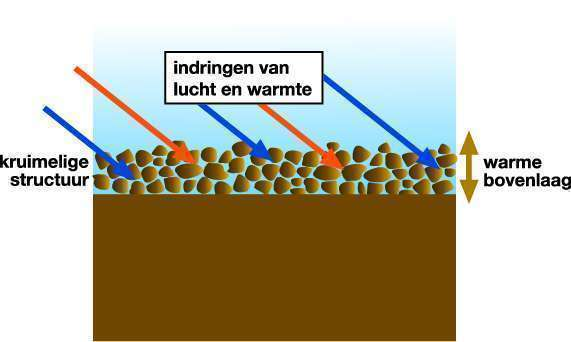 indringen van
lucht en warmte
kruimelige
structuur
warme
bovenlaag